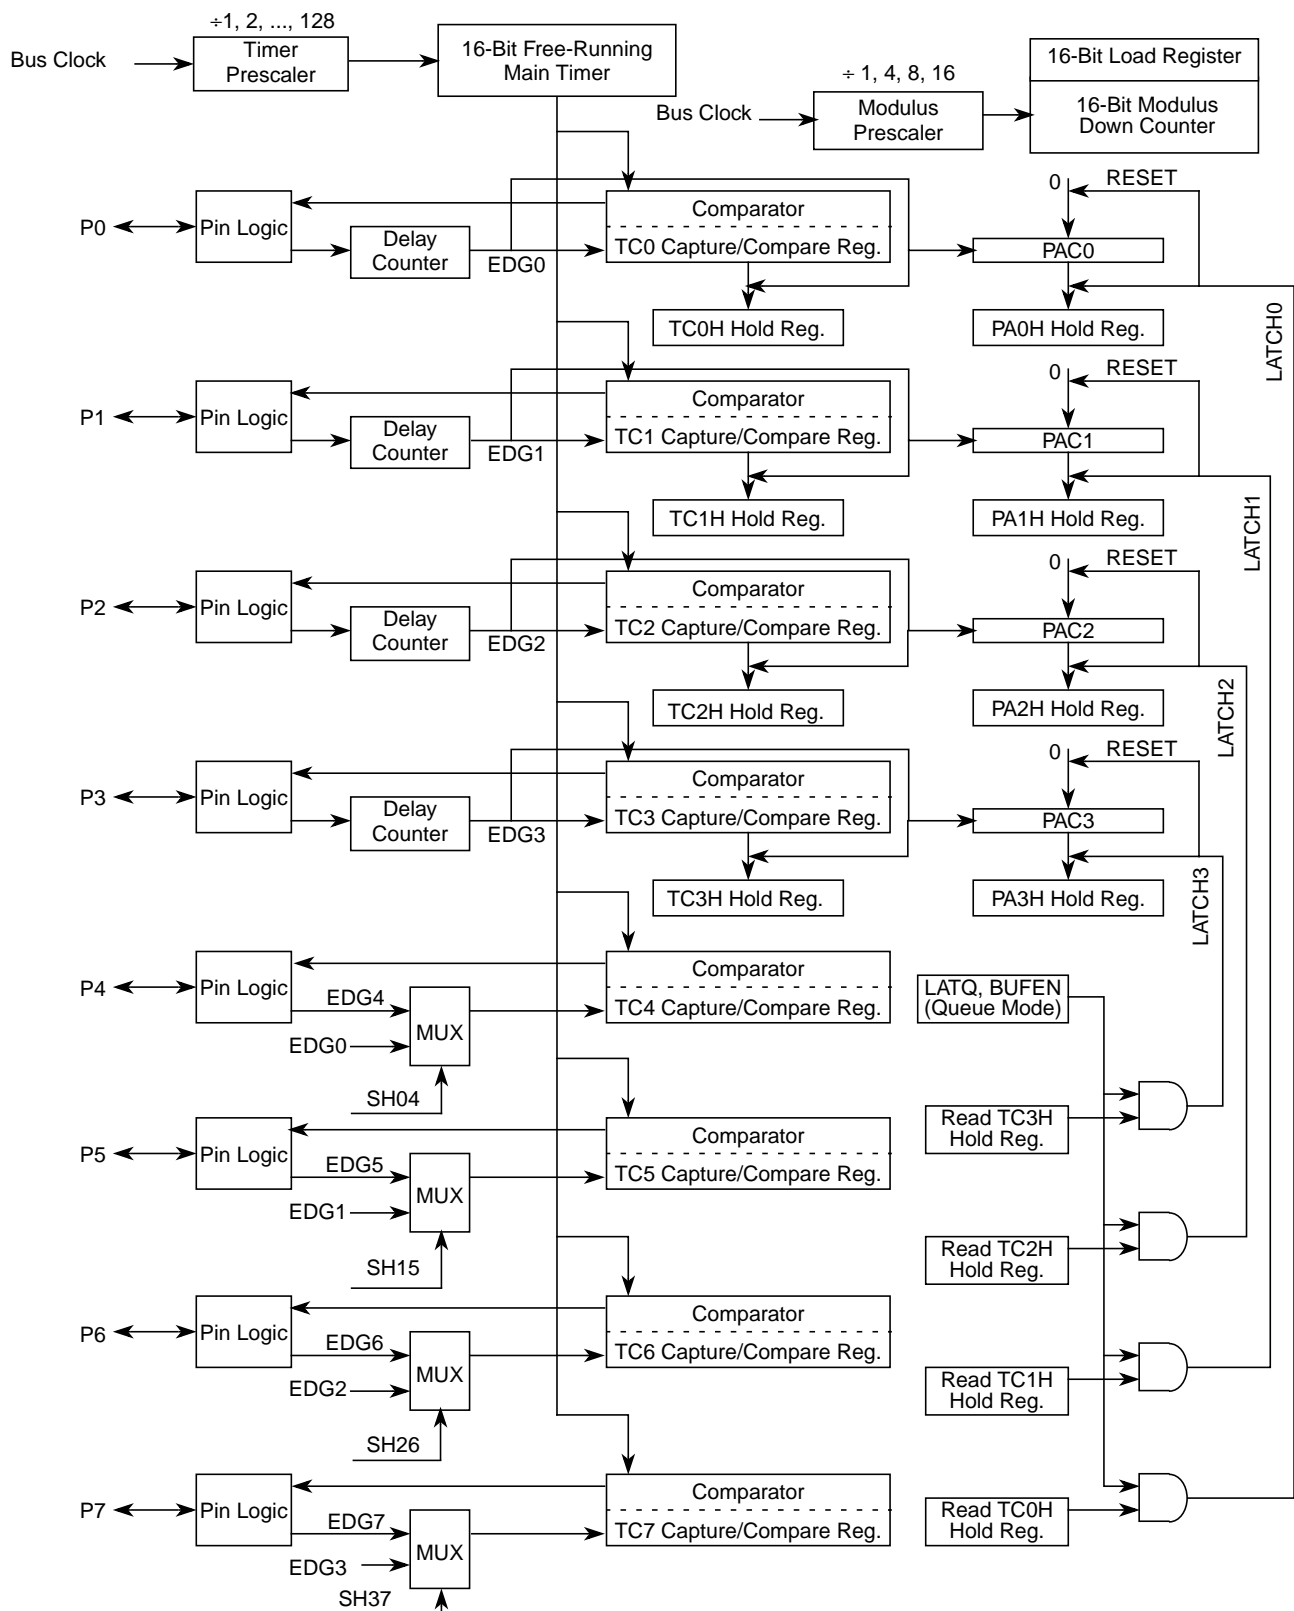 ÷1, 2, ..., 128
Bus Clock
Timer
Prescaler
16-Bit Free-Running
Main Timer
÷ 1, 4, 8, 16
Bus Clock
Modulus
Prescaler
16-Bit Load Register
16-Bit Modulus
Down Counter
P0
Pin Logic
Delay
Counter
EDG0
Comparator
TC0 Capture/Compare Reg.
TC0H Hold Reg.
0
RESET
PAC0
PA0H Hold Reg.
LATCH0
P1
Pin Logic
Delay
Counter
EDG1
Comparator
TC1 Capture/Compare Reg.
TC1H Hold Reg.
0
RESET
PAC1
PA1H Hold Reg.
LATCH1
P2
Pin Logic
Delay
Counter
EDG2
Comparator
TC2 Capture/Compare Reg.
TC2H Hold Reg.
0
RESET
PAC2
PA2H Hold Reg.
LATCH2
P3
Pin Logic
Delay
Counter
EDG3
Comparator
TC3 Capture/Compare Reg.
TC3H Hold Reg.
0
RESET
PAC3
PA3H Hold Reg.
LATCH3
P4
Pin Logic
EDG4
EDG0
MUX
SH04
Comparator
TC4 Capture/Compare Reg.
LATQ, BUFEN
(Queue Mode)
Read TC3H
Hold Reg.
P5
Pin Logic
EDG5
EDG1
MUX
SH15
Comparator
TC5 Capture/Compare Reg.
Read TC2H
Hold Reg.
P6
Pin Logic
EDG6
EDG2
MUX
SH26
Comparator
TC6 Capture/Compare Reg.
Read TC1H
Hold Reg.
P7
Pin Logic
EDG7
EDG3
MUX
SH37
Comparator
TC7 Capture/Compare Reg.
Read TC0H
Hold Reg.